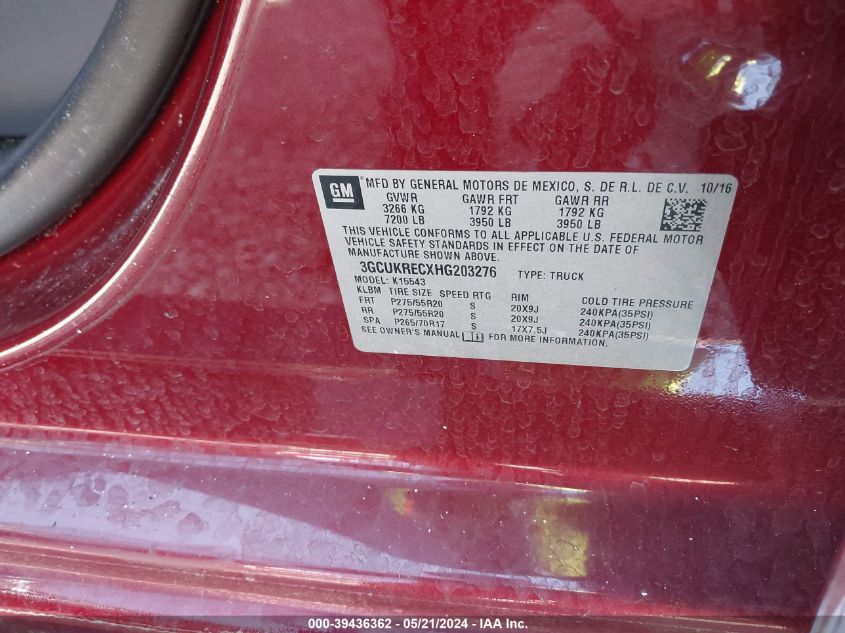 GM ® MFD BY GENERAL MOTORS DE MEXICO, S. DE R.L. DE C.V. 10/16
GVWR GAWR FRT GAWR RR
3266 KG 1792 KG 1792 KG
7200 LB 3950 LB 3950 LB
THIS VEHICLE CONFORMS TO ALL APPLICABLE U.S. FEDERAL MOTOR
VEHICLE SAFETY STANDARDS IN EFFECT ON THE DATE OF
MANUFACTURE SHOWN ABOVE.
3GCUKRECXHG203276 TYPE: TRUCK
MODEL: K15543
KLBM TIRE SIZE SPEED RTG RIM COLD TIRE PRESSURE
FRT P275/55R20 S 20X9J 240KPA(35PSI)
RR P275/55R20 S 20X9J 240KPA(35PSI)
SPA P265/70R17 S 17X7.5J 240KPA(35PSI)
SEE OWNER'S MANUAL FOR MORE INFORMATION.
000-39436362 - 05/21/2024 - IAA Inc.